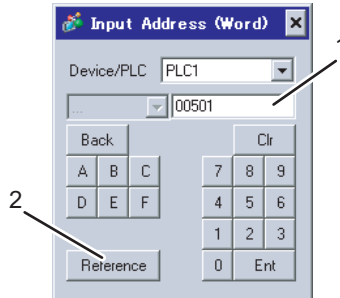 Input Address (Word)
1
Device/PLC PLC1
... 00501
Back Clr
A B C 7 8 9
D E F 4 5 6
2
1 2 3
Reference 0 Ent